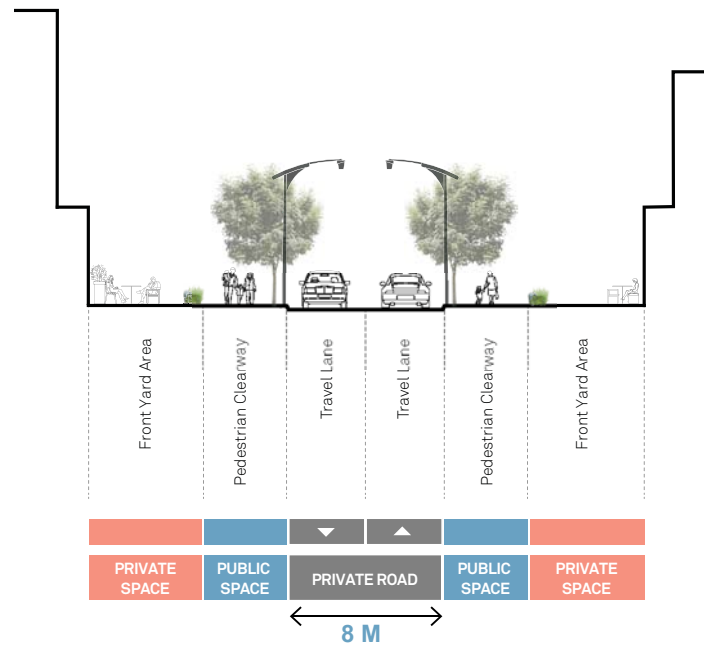 Front Yard Area
Pedestrian Clearway
Travel Lane
Travel Lane
Pedestrian Clearway
Front Yard Area
PRIVATE
SPACE
PUBLIC
SPACE
PRIVATE ROAD
PUBLIC
SPACE
PRIVATE
SPACE
8 M